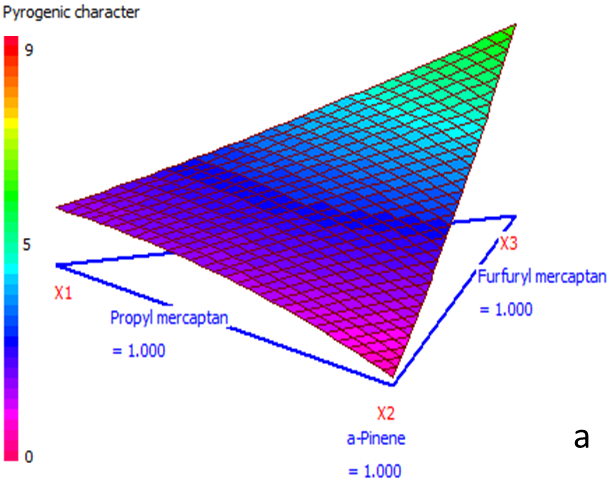 Pyrogenic character
9
5
0
X1
Propyl mercaptan
= 1.000
X3
Furfuryl mercaptan
= 1.000
X2
a-Pinene
= 1.000
a